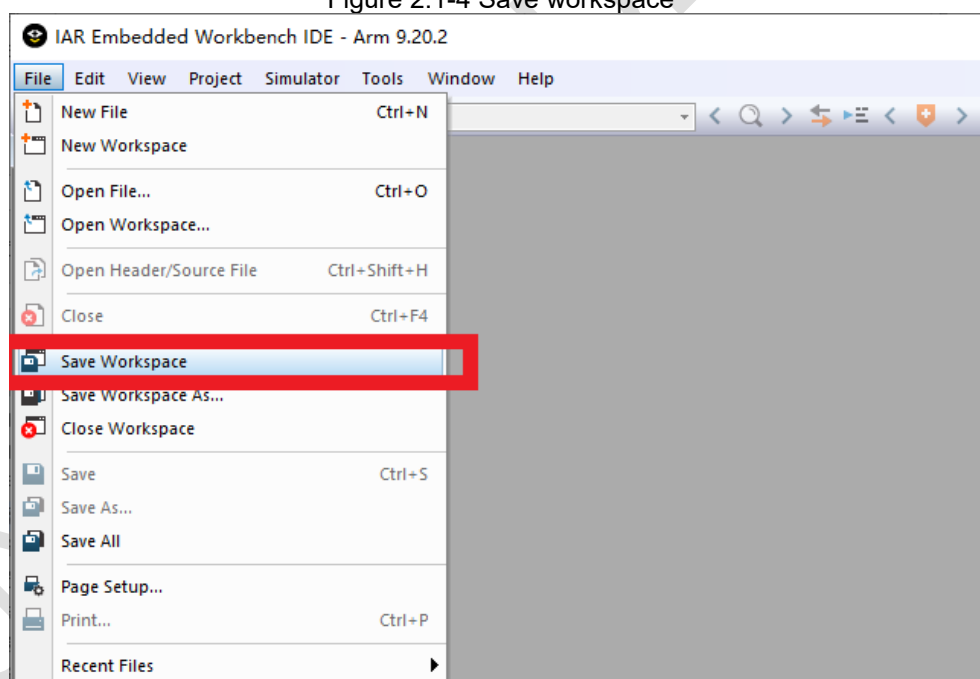 Figure 2.1-4 Save workspace
IAR Embedded Workbench IDE - Arm 9.20.2
File Edit View Project Simulator Tools Window Help
New File Ctrl+N
New Workspace
Open File... Ctrl+O
Open Workspace...
Open Header/Source File Ctrl+Shift+H
Close Ctrl+F4
Save Workspace
Save Workspace As...
Close Workspace
Save Ctrl+S
Save As...
Save All
Page Setup...
Print... Ctrl+P
Recent Files